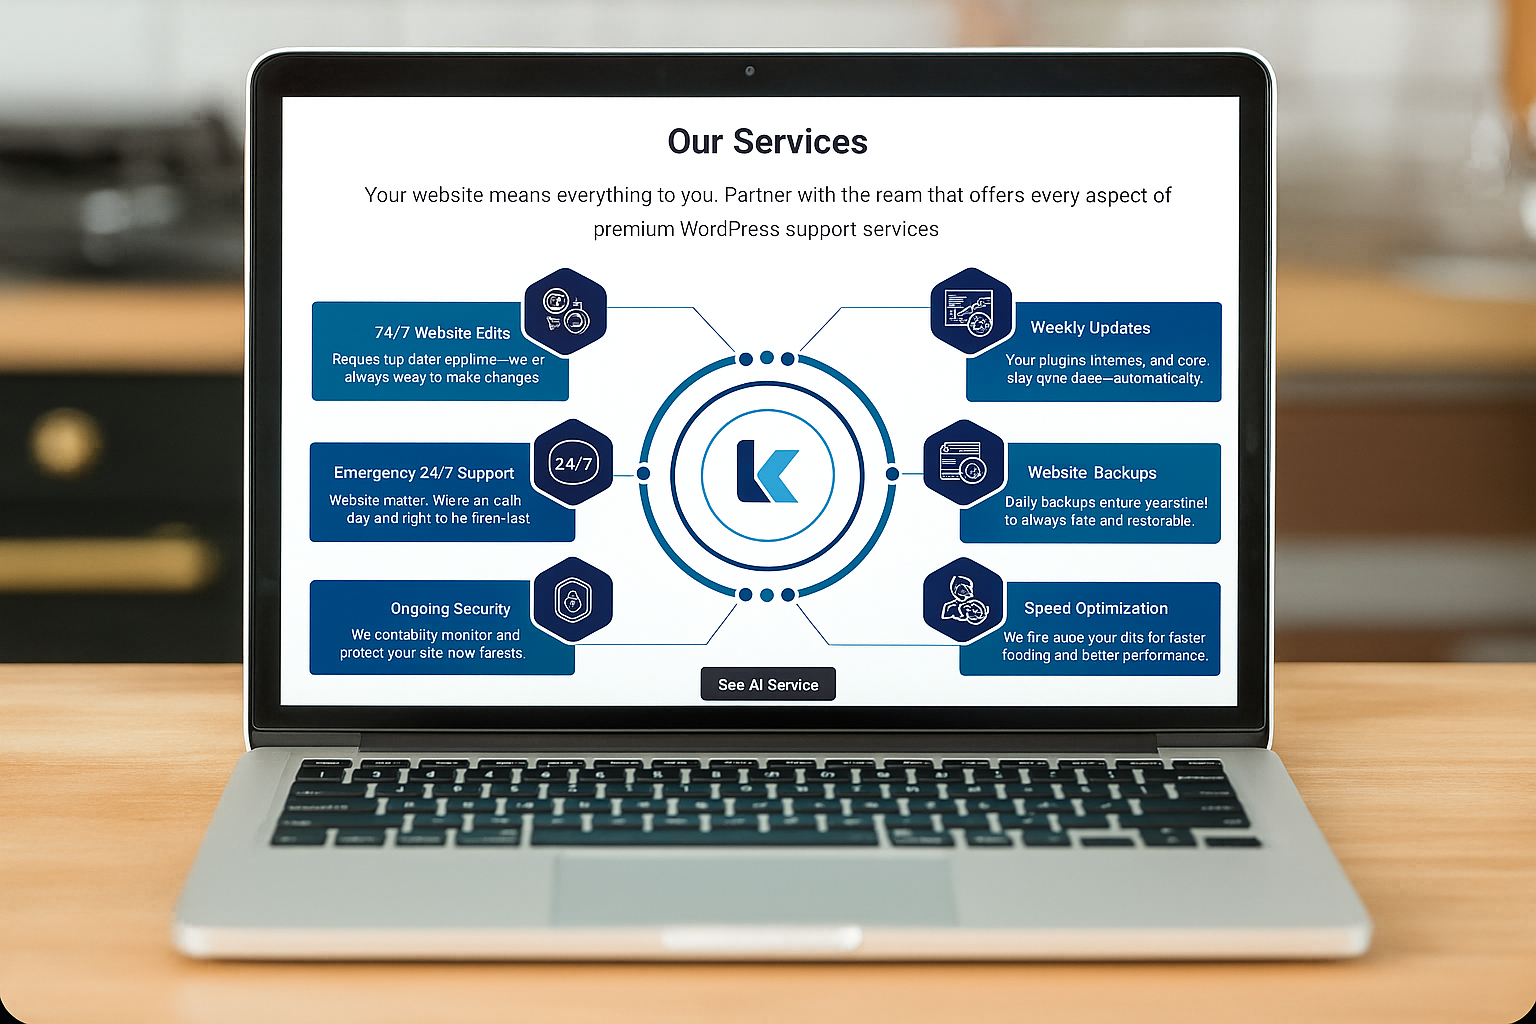 Our Services
Your website means everything to you. Partner with the ream that offers every aspect of
premium WordPress support services
74/7 Website Edits
Reques tup dater epplime—we er
always weay to make changes
Weekly Updates
Your plugins Intemes, and core.
slay qvne daee—automaticalty.
Emergency 24/7 Support
Website matter. Wiere an calh
day and right to he firen-last
24/7
Website Backups
Daily backups enture yearstine!
to always fate and restorable.
Ongoing Security
We contabiity monitor and
protect your site now farests.
Speed Optimization
We fire auoe your dits for faster
fooding and better performance.
See AI Service